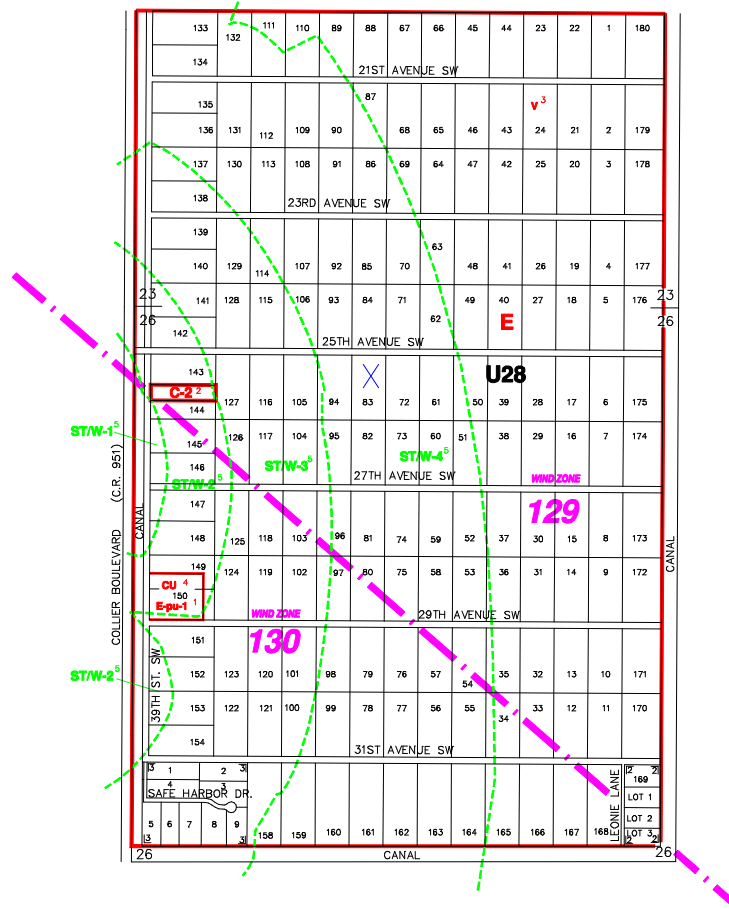 133 132 111 110 89 88 67 66 45 44 23 22 1 180
134
21ST AVENUE SW
87
135 V 3
136 131 112 109 90 68 65 46 43 24 21 2 179
137 130 113 108 91 86 69 64 47 42 25 20 3 178
138
23RD AVENUE SW
139
63
140 129 114 107 92 85 70 48 41 26 19 4 177
23 141 128 115 106 93 84 71 49 40 27 18 5 176 23
26 62 E 26
142
25TH AVENUE SW
143 U28
C-2 2
144 127 116 105 94 83 72 61 50 39 28 17 6 175
ST/W-1 5
145 126 117 104 95 82 73 60 51 38 29 16 7 174
ST/W-4 5
146 ST/W-3 5
27TH AVENUE SW
WIND ZONE
ST/W-2 5
129
147
CANAL
COLLIER BOULEVARD (C.R. 951)
148 125 118 103 96 81 74 59 52 37 30 15 8 173
CANAL
149 124 119 102 97 80 75 58 53 36 31 14 9 172
CU 4
150
E-pu-1 1
WIND ZONE
29TH AVENUE SW
130
151
39TH ST. SW
ST/W-2 5
152 123 120 101 98 79 76 57 54 35 32 13 10 171
153 122 121 100 99 78 77 56 55 34 33 12 11 170
154
31ST AVENUE SW
3 1 2 3
4 3
SAFE HARBOR DR.
5 6 7 8 9
3 3
158 159 160 161 162 163 164 165 166 167 168
LEONIE LANE
2 2
169
LOT 1
LOT 2
LOT 3
2 2
26 CANAL 26